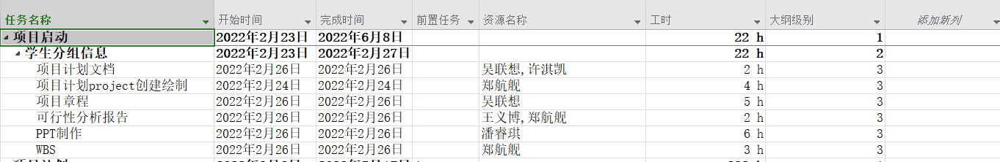 任务名称 开始时间 完成时间 前置任务 资源名称 工时 大纲级别 添加新列
项目启动 2022年2月23日 2022年6月8日 22 h 1
学生分组信息 2022年2月23日 2022年2月27日 22 h 2
项目计划文档 2022年2月26日 2022年2月26日 吴联想,许淇凯 2 h 3
项目计划project创建绘制 2022年2月24日 2022年2月24日 郑航舰 4 h 3
项目章程 2022年2月26日 2022年2月26日 吴联想 5 h 3
可行性分析报告 2022年2月26日 2022年2月26日 王义博,郑航舰 2 h 3
PPT制作 2022年2月26日 2022年2月26日 潘睿琪 6 h 3
WBS 2022年2月26日 2022年2月26日 郑航舰 3 h 3